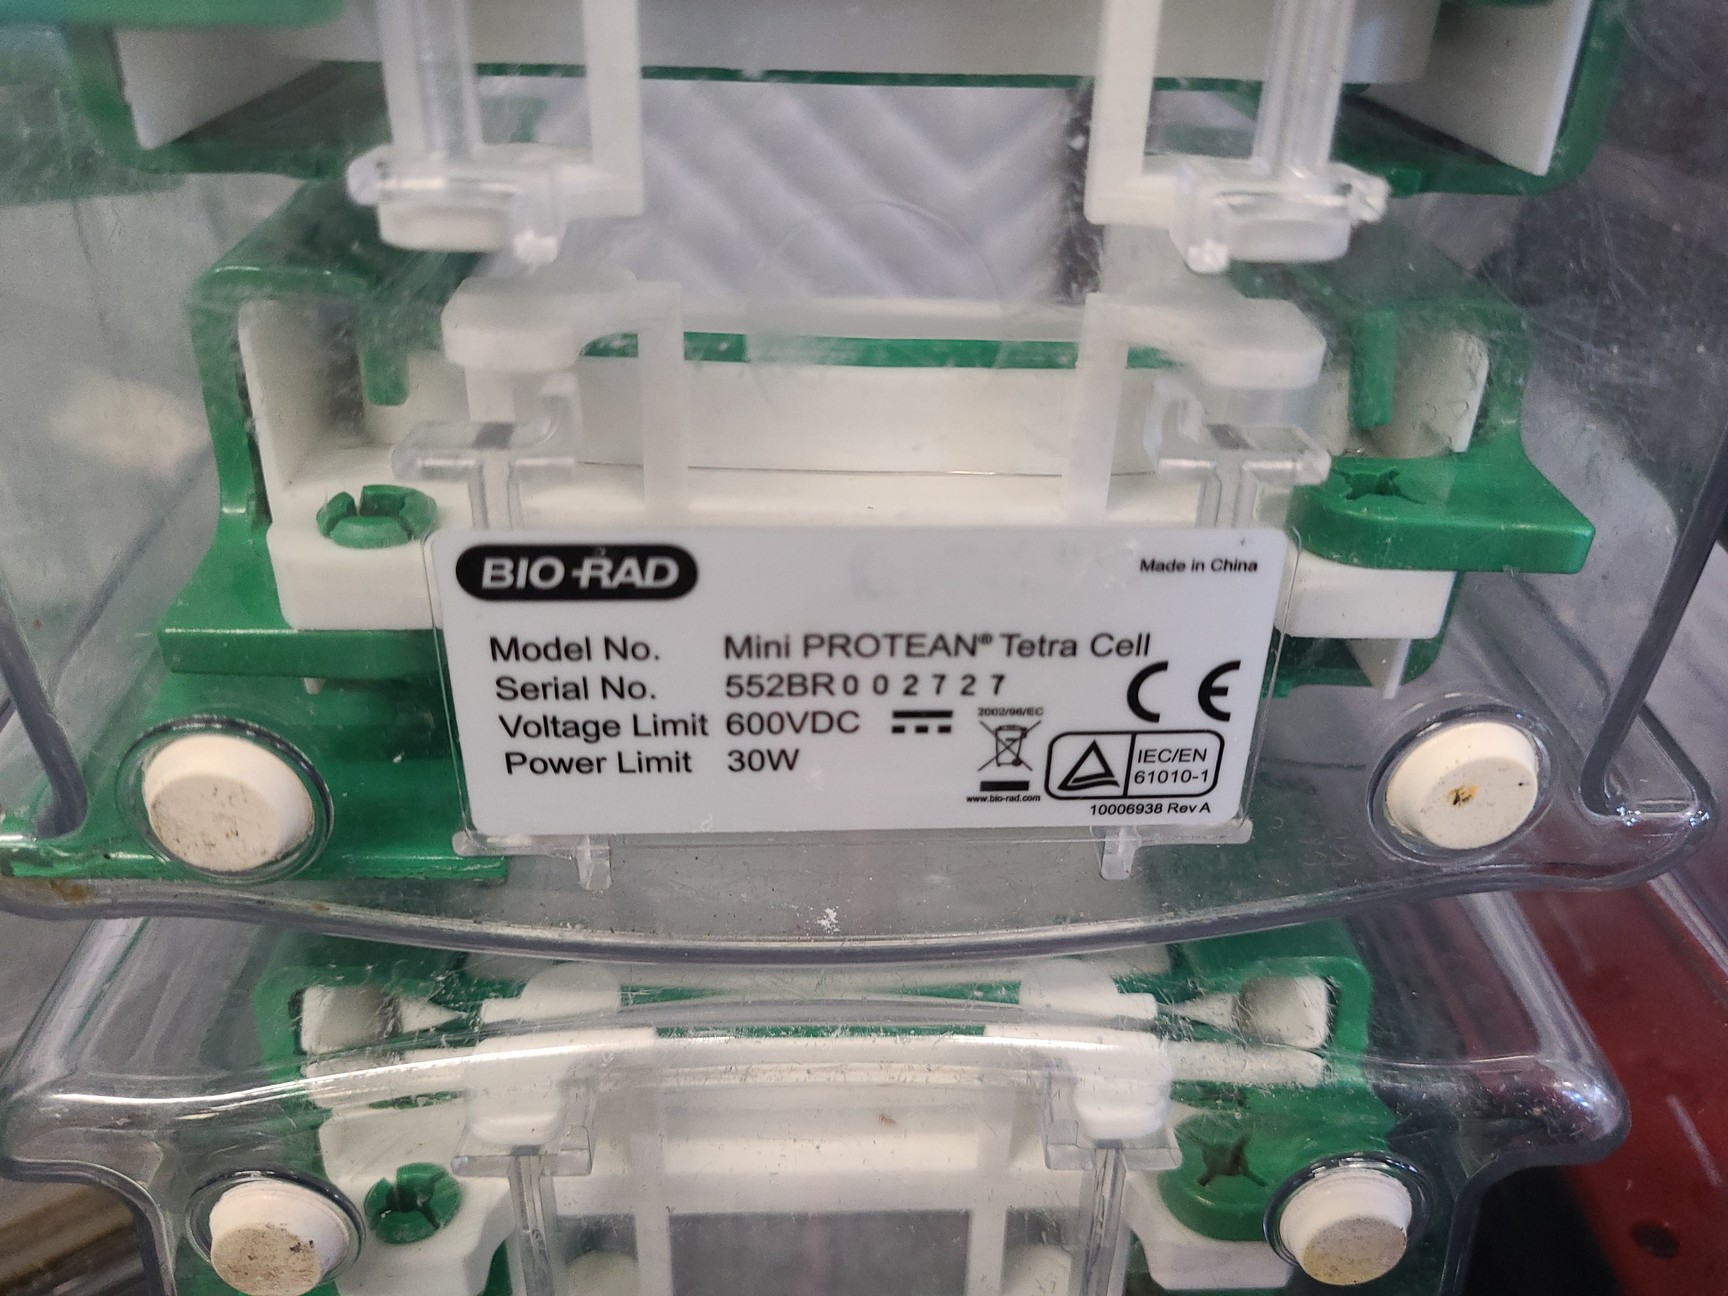 BIO-RAD
Made in China
Model No. Mini PROTEAN® Tetra Cell
Serial No. 552BR002727
Voltage Limit 600VDC
Power Limit 30W
CE
2002/96/EC
IEC/EN
61010-1
www.bio-rad.com
10006938 Rev A